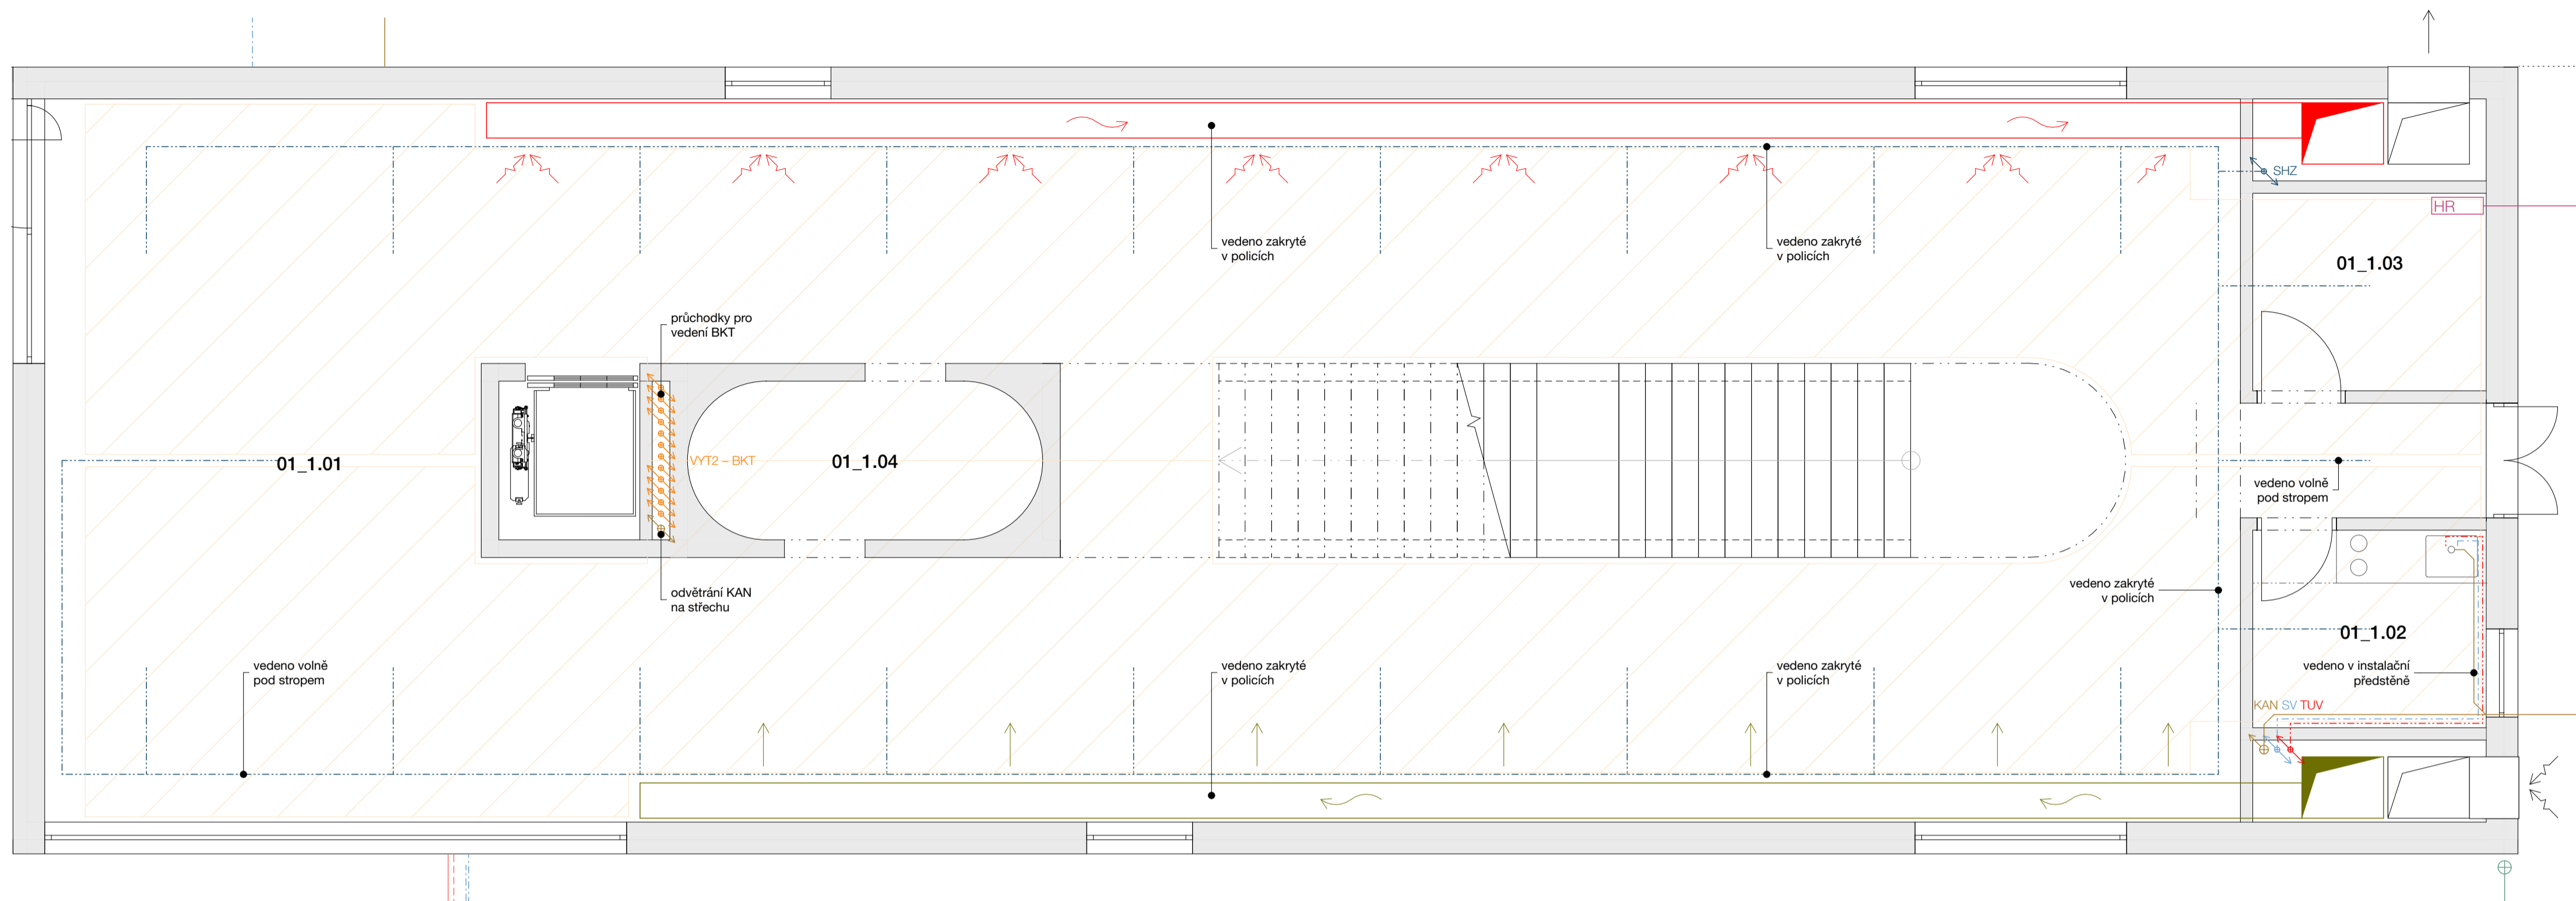 SHZ
HR
vedeno zakryté
v policích
vedeno zakryté
v policích
01_1.03
průchodky pro
vedení BKT
01_1.01
VYT2 – BKT
01_1.04
vedeno volně
pod stropem
odvětrání KAN
na střechu
vedeno zakryté
v policích
01_1.02
vedeno volně
pod stropem
vedeno zakryté
v policích
vedeno zakryté
v policích
vedeno v instalační
předstěně
KAN SV TUV